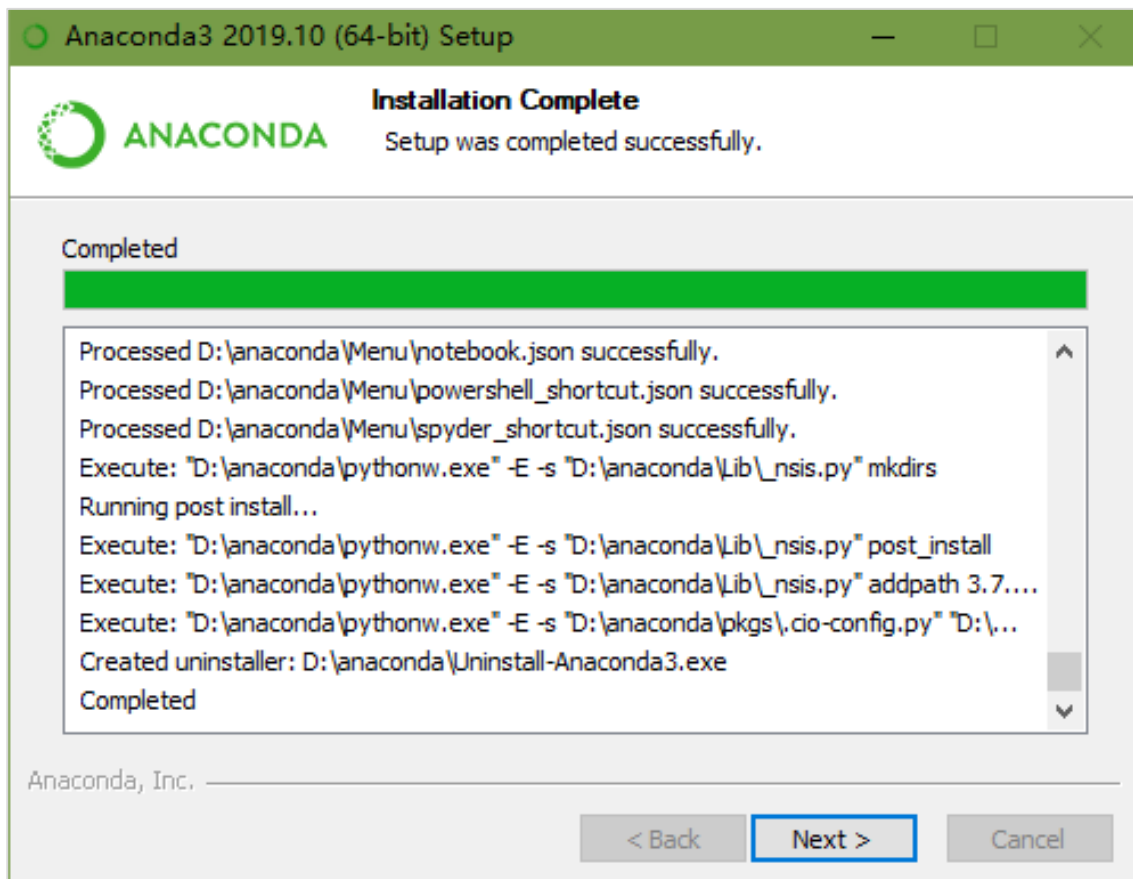 Anaconda3 2019.10 (64-bit) Setup
ANACONDA
Installation Complete
Setup was completed successfully.
Completed
Processed D:\anaconda\Menu\notebook.json successfully.
Processed D:\anaconda\Menu\powershell_shortcut.json successfully.
Processed D:\anaconda\Menu\spyder_shortcut.json successfully.
Execute: "D:\anaconda\pythonw.exe" -E -s "D:\anaconda\Lib\_nsis.py" mkdirs
Running post install...
Execute: "D:\anaconda\pythonw.exe" -E -s "D:\anaconda\Lib\_nsis.py" post_install
Execute: "D:\anaconda\pythonw.exe" -E -s "D:\anaconda\Lib\_nsis.py" addpath 3.7....
Execute: "D:\anaconda\pythonw.exe" -E -s "D:\anaconda\pkgs\.cio-config.py" "D:\...
Created uninstaller: D:\anaconda\Uninstall-Anaconda3.exe
Completed
Anaconda, Inc.
< Back
Next >
Cancel